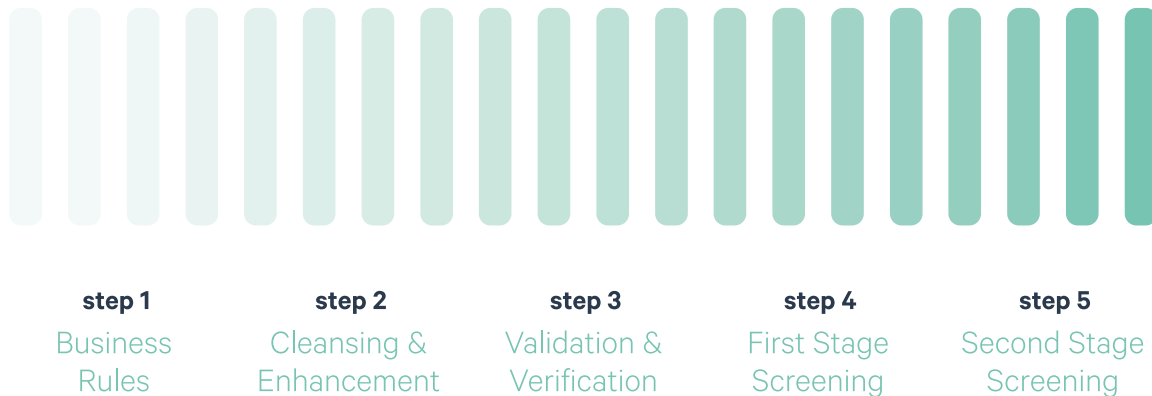 step 1
Business
Rules
step 2
Cleansing &
Enhancement
step 3
Validation &
Verification
step 4
First Stage
Screening
step 5
Second Stage
Screening